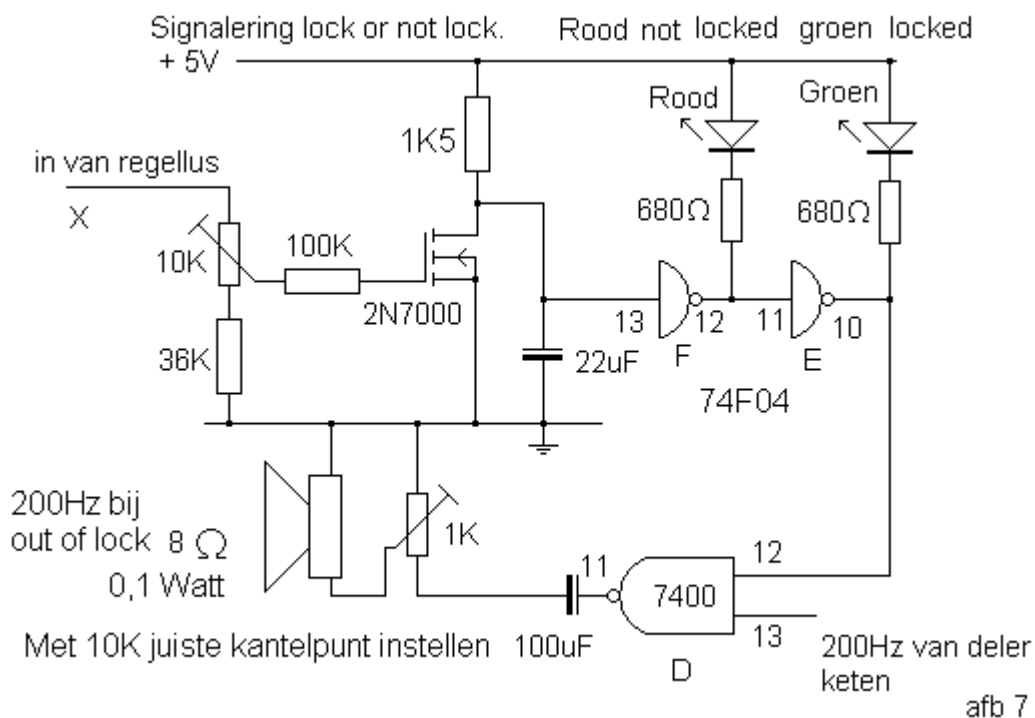 Signalering lock or not lock.
Rood not locked groen locked
+ 5V
Rood
Groen
1K5
in van regellus
X
680Ω
680Ω
10K
100K
2N7000
13
12
11
10
F
E
36K
22uF
74F04
200Hz bij
out of lock 8 Ω
0,1 Watt
1K
11
12
7400
13
Met 10K juiste kantelpunt instellen
100uF
D
200Hz van deler
keten
afb 7